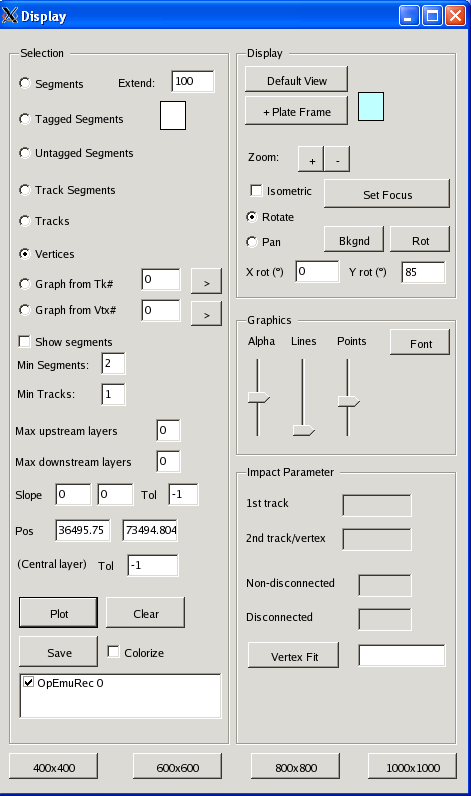 Display
Selection
Segments Extend: 100
Tagged Segments
Untagged Segments
Track Segments
Tracks
Vertices
Graph from Tk# 0 >
Graph from Vtx# 0 >
Show segments
Min Segments: 2
Min Tracks: 1
Max upstream layers 0
Max downstream layers 0
Slope 0 0 Tol -1
Pos 36495.75 73494.804
(Central layer) Tol -1
Plot Clear
Save Colorize
OpEmuRec 0
Display
Default View
+ Plate Frame
Zoom: + -
Isometric Set Focus
Rotate
Pan Bkgnd Rot
X rot (º) 0 Y rot (º) 85
Graphics
Alpha Lines Points Font
Impact Parameter
1st track
2nd track/vertex
Non-disconnected
Disconnected
Vertex Fit
400x400 600x600 800x800 1000x1000